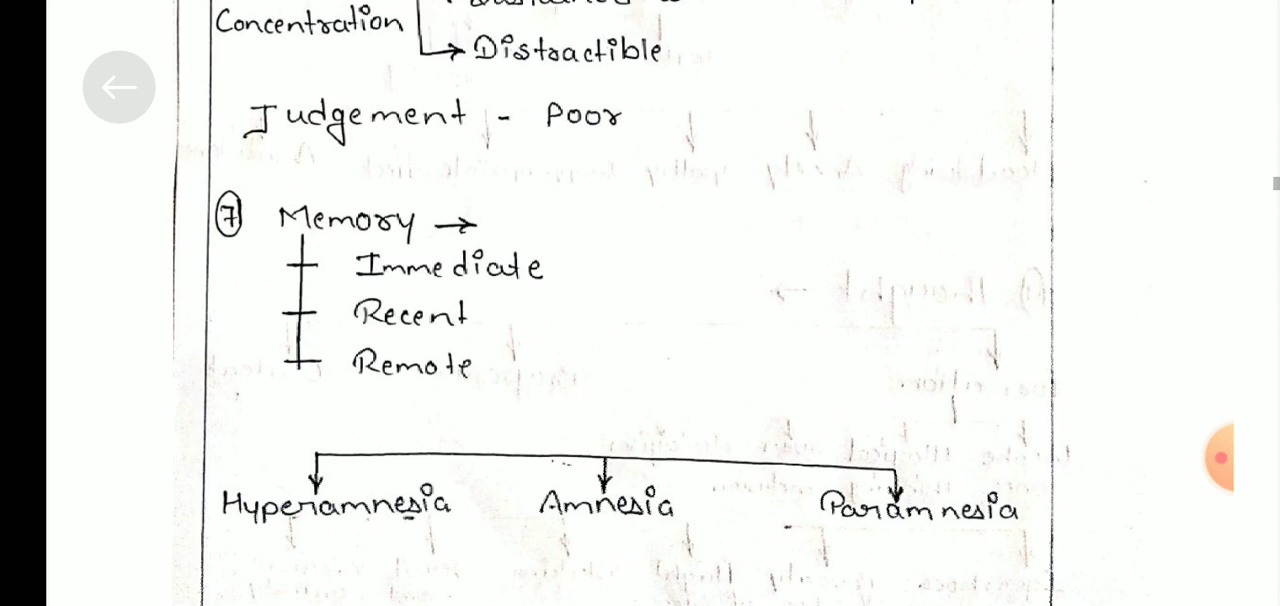 Concentration
→ Distractible
Judgement - Poor
⑦ Memory →
Immediate
Recent
Remote
Hyperamnesia Amnesia Paramnesia